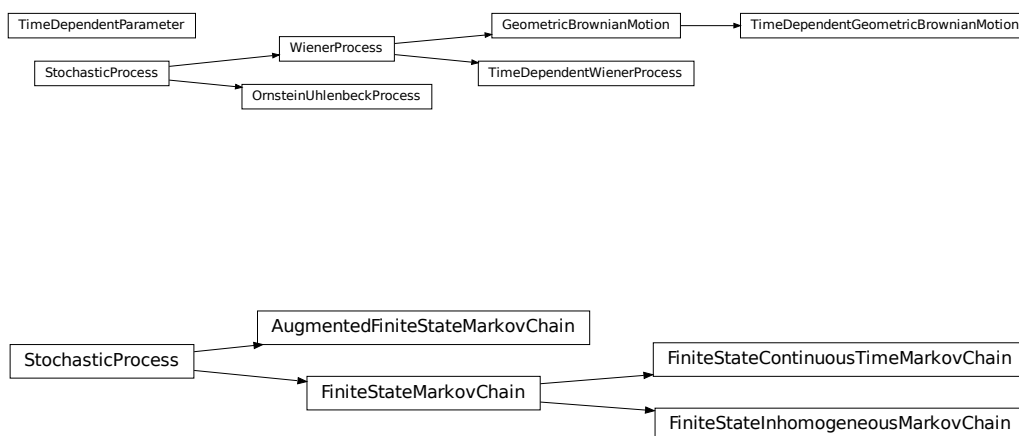 TimeDependentParameter
GeometricBrownianMotion
TimeDependentGeometricBrownianMotion
WienerProcess
StochasticProcess
TimeDependentWienerProcess
OrnsteinUhlenbeckProcess
AugmentedFiniteStateMarkovChain
StochasticProcess
FiniteStateContinuousTimeMarkovChain
FiniteStateMarkovChain
FiniteStateInhomogeneousMarkovChain